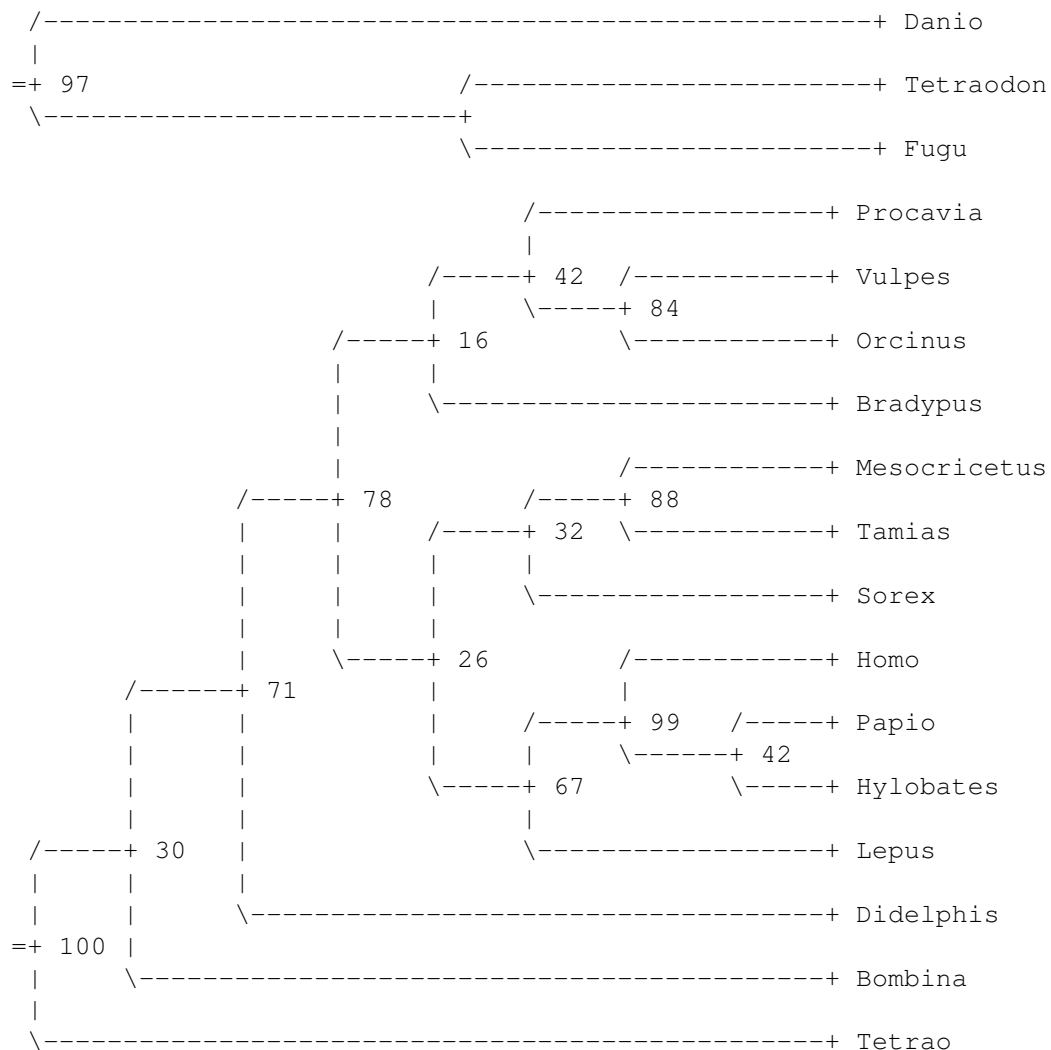 /----------------------------------------------------+ Danio
|
=+ 97                       /-------------------------+ Tetraodon
 \--------------------------+
                            \-------------------------+ Fugu
                                /------------------+ Procavia
                                |
                          /-----+ 42  /------------+ Vulpes
                          |     \-----+ 84
                    /-----+ 16        \------------+ Orcinus
                    |     |
                    |     \------------------------+ Bradypus
                    |
                    |                 /------------+ Mesocricetus
              /-----+ 78        /-----+ 88
              |     |     /-----+ 32  \------------+ Tamias
              |     |     |     |
              |     |     |     \------------------+ Sorex
              |     |     |
              |     \-----+ 26        /------------+ Homo
       /------+ 71        |           |
       |      |           |     /-----+ 99   /-----+ Papio
       |      |           |     |     \------+ 42
       |      |           \-----+ 67         \-----+ Hylobates
       |      |                 |
 /-----+ 30   |                 \------------------+ Lepus
 |     |      |
 |     |      \------------------------------------+ Didelphis
=+ 100 |
 |     \-------------------------------------------+ Bombina
 |
 \-------------------------------------------------+ Tetrao